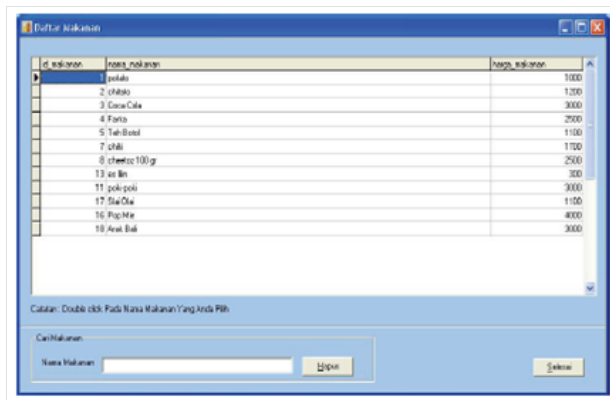 Daftar Makanan
id_makanan nama_makanan harga_makanan
1 potato 1000
2 chitato 1200
3 Coca Cola 3000
4 Fanta 2500
5 Teh Botol 1100
7 chiki 1700
8 cheetoz 100 gr 2500
13 es lim 300
11 poki-poki 3000
17 Slai Olai 1100
16 Pop Mie 4000
18 Arak Bali 3000
Catatan : Double click Pada Nama Makanan Yang Anda Pilih
Cari Makanan
Nama Makanan Hapus Selesai